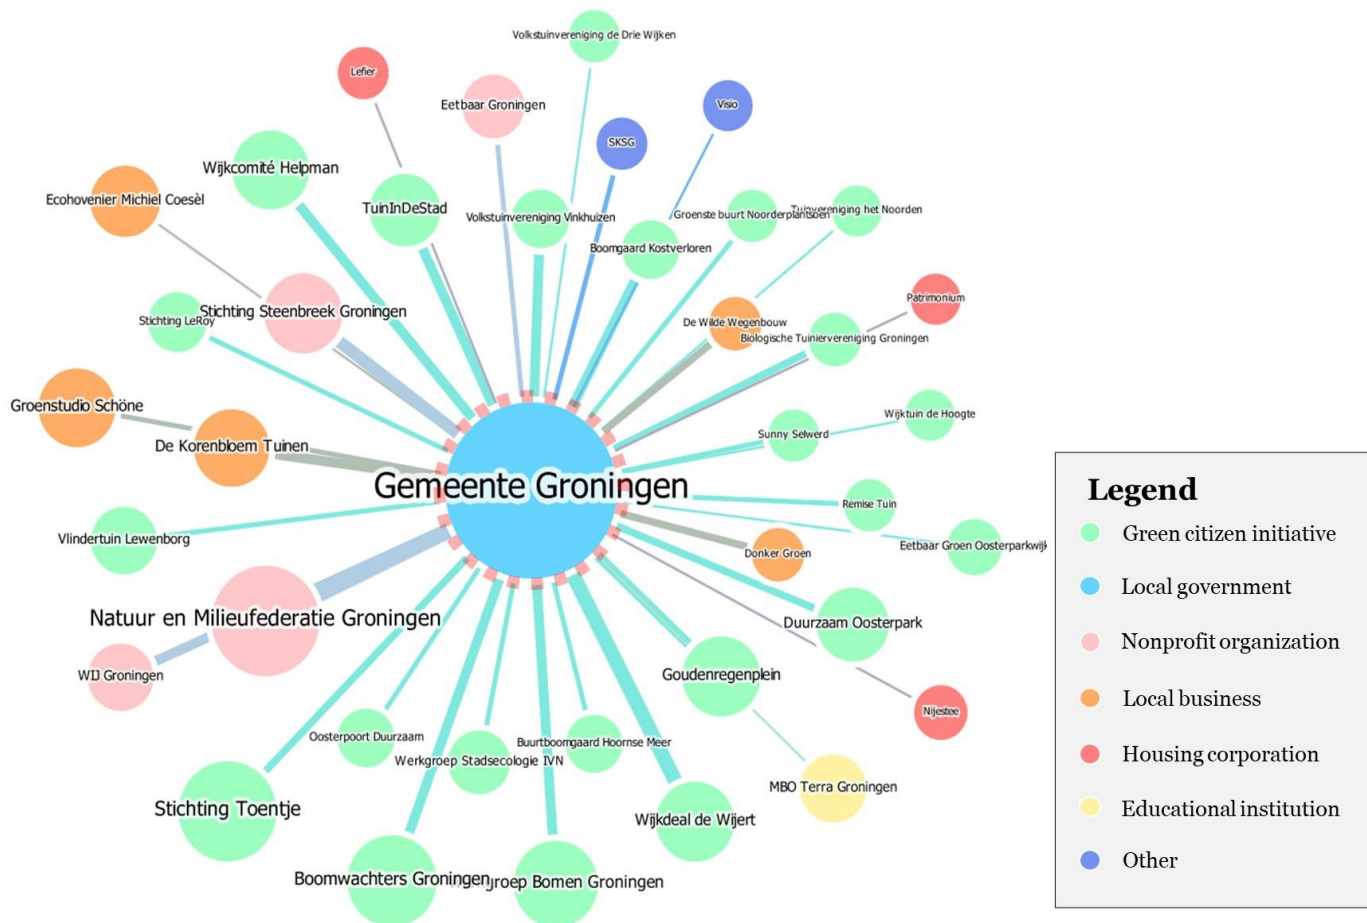 Volkstuinvereniging de Drie Wijken
Lefier
Eetbaar Groningen
Visio
SKSG
Wijkcomité Helpman
Ecohovenier Michiel Coesèl
TuinInDeStad
Volkstuinvereniging Vinkhuizen
Groenste buurt Noorderplantsoen
Tuinvereniging het Noorden
Boomgaard Kostverloren
Patrimonium
Stichting Steenbreek Groningen
Stichting LeRoy
De Wilde Wegenbouw
Biologische Tuiniervereniging Groningen
Groenstudio Schöne
Wijktuin de Hoogte
De Korenbloem Tuinen
Sunny Selwerd
Gemeente Groningen
Remise Tuin
Vlindertuin Lewenborg
Donker Groen
Eetbaar Groen Oosterparkwijk
Natuur en Milieufederatie Groningen
Duurzaam Oosterpark
WIJ Groningen
Goudenregenplein
Nijestee
Oosterpoort Duurzaam
Buurtboomgaard Hoornse Meer
Werkgroep Stadsecologie IVN
MBO Terra Groningen
Stichting Toentje
Wijkdeal de Wijert
Boomwachters Groningen
groep Bomen Groningen
Legend
Green citizen initiative
Local government
Nonprofit organization
Local business
Housing corporation
Educational institution
Other